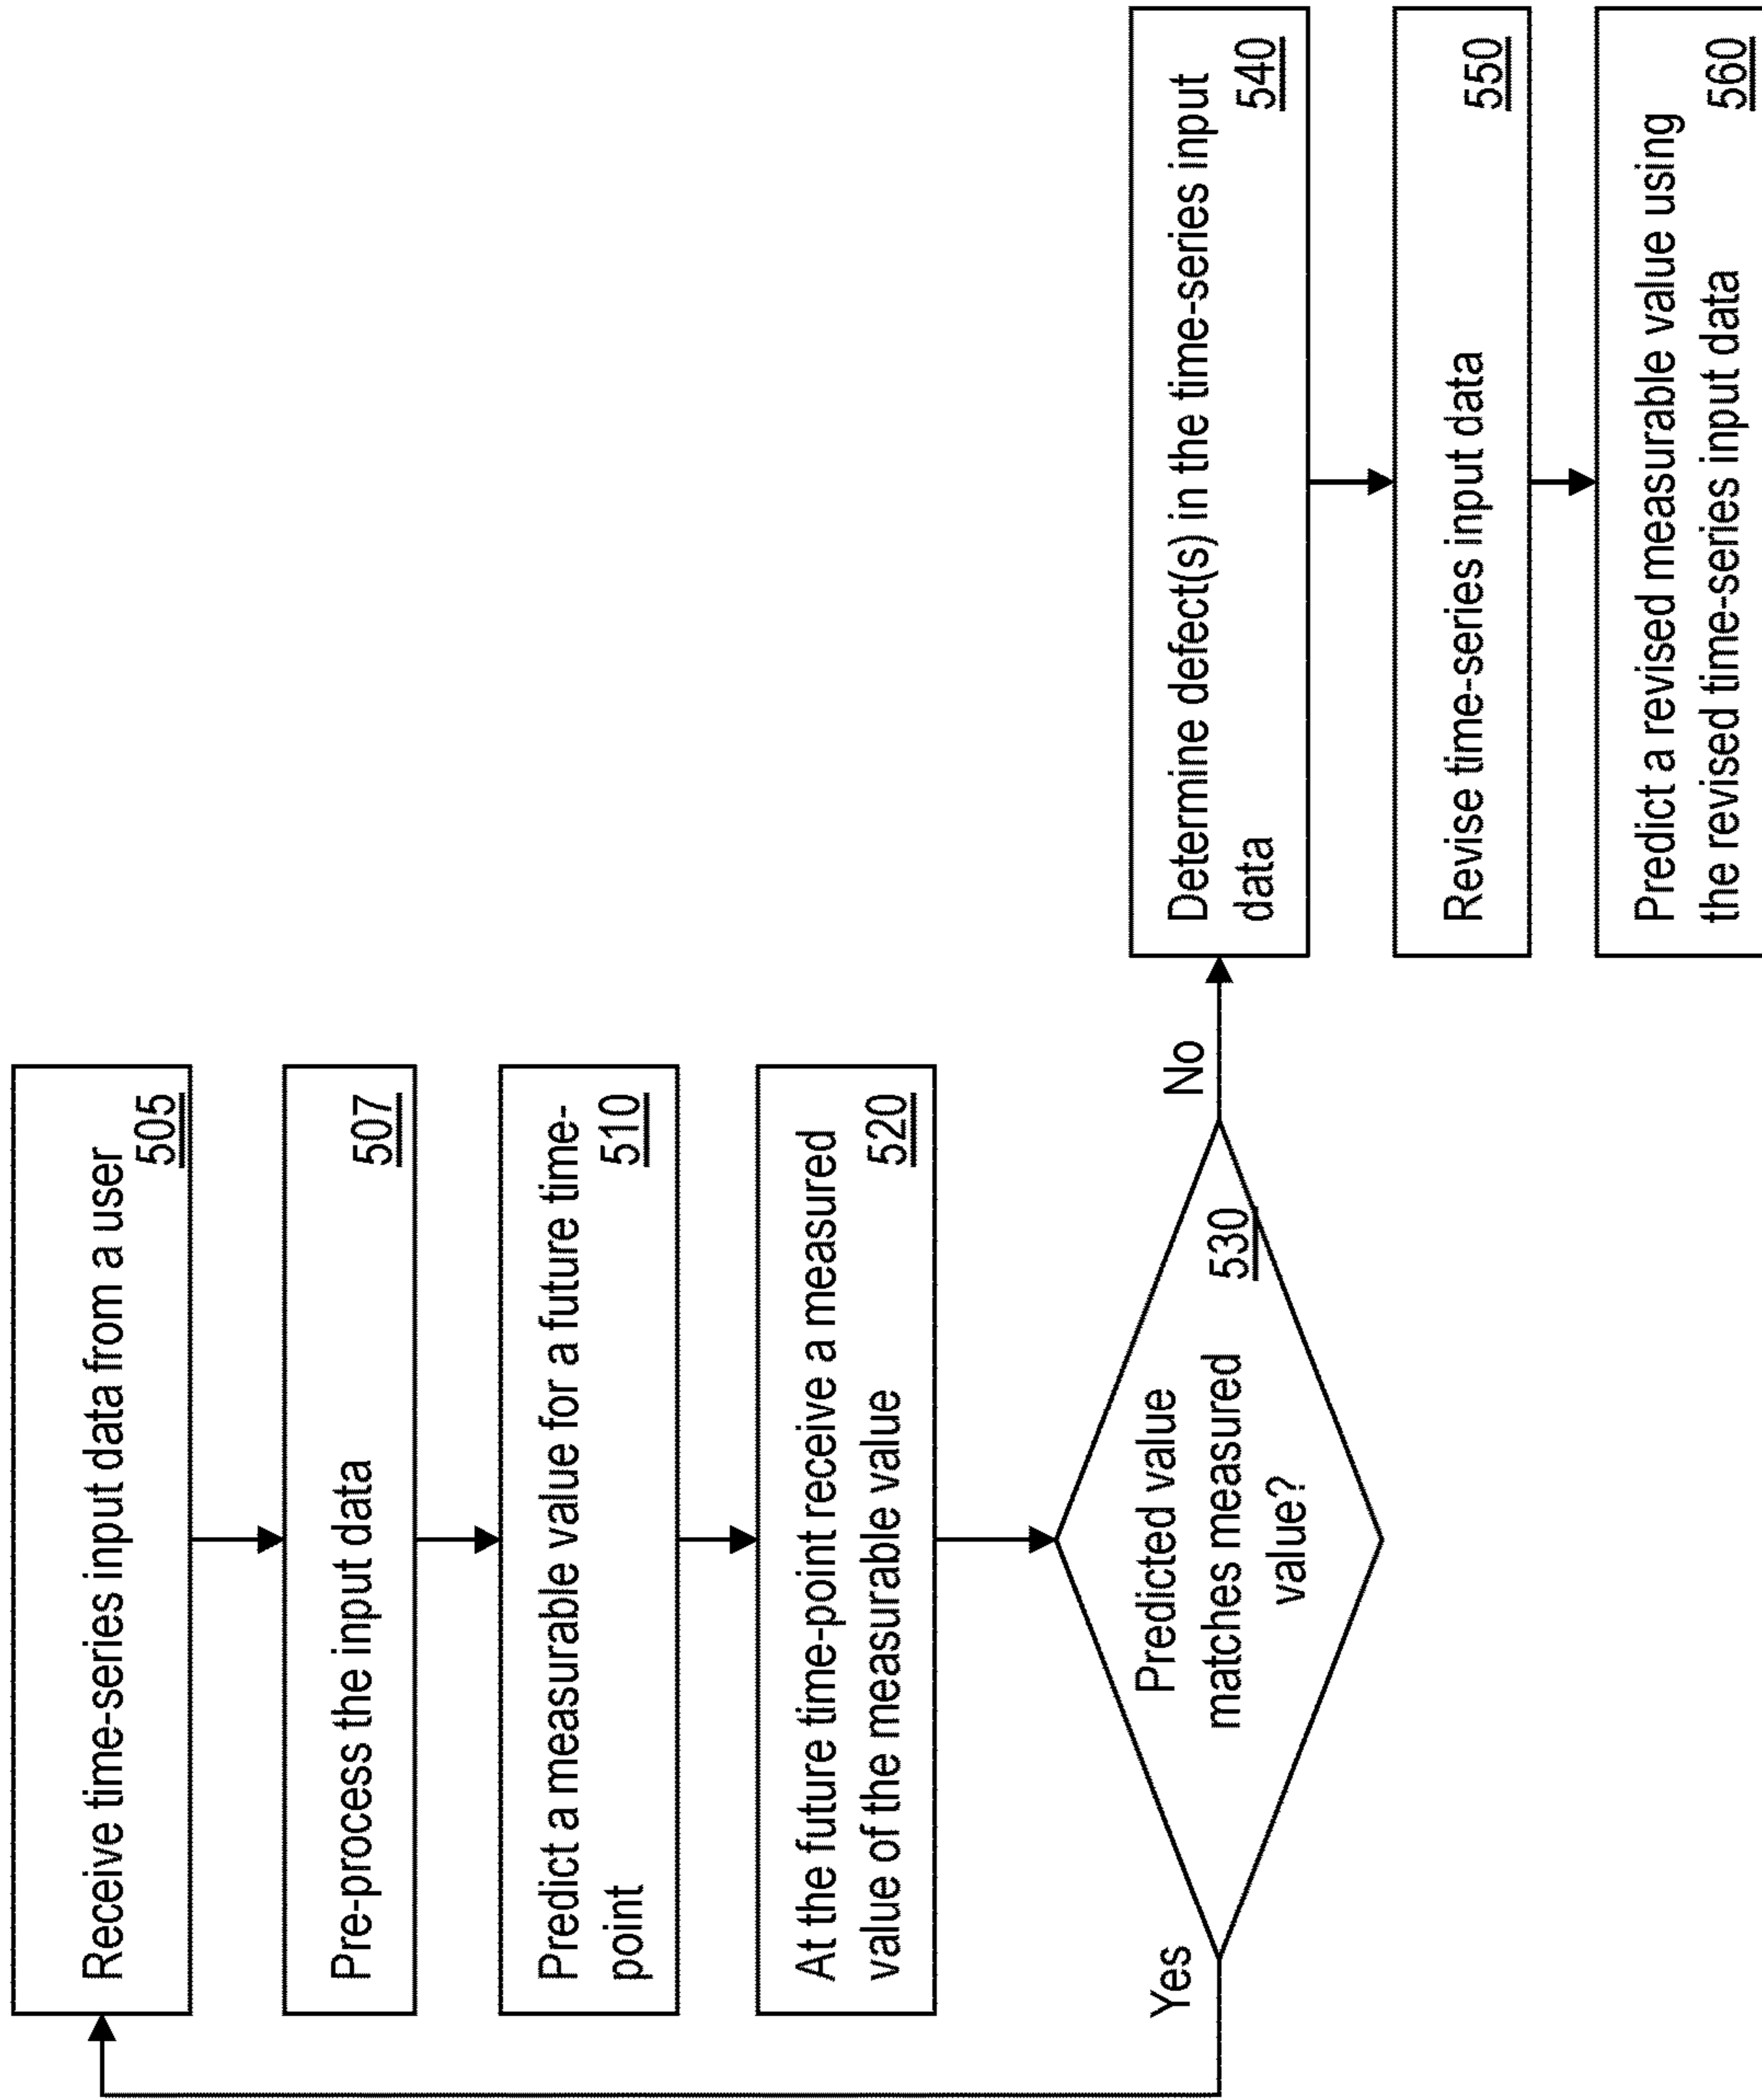 Receive time-series input data from a user
505
Pre-process the input data
507
Predict a measurable value for a future time-
point
510
At the future time-point receive a measured
value of the measurable value
520
Predicted value
matches measured
value?
530
Yes
No
Determine defect(s) in the time-series input
data
540
Revise time-series input data
550
Predict a revised measurable value using
the revised time-series input data
560